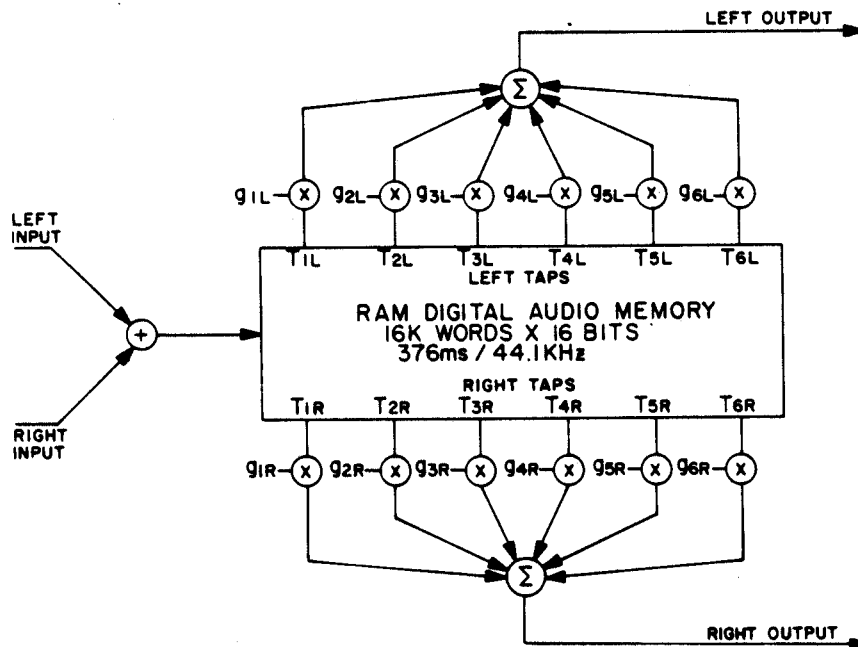 LEFT OUTPUT
Σ
g1L X g2L X g3L X g4L X g5L X g6L X
LEFT
INPUT
T1L T2L T3L T4L T5L T6L
LEFT TAPS
RAM DIGITAL AUDIO MEMORY
16K WORDS X 16 BITS
376ms / 44.1KHz
+
RIGHT TAPS
T1R T2R T3R T4R T5R T6R
RIGHT
INPUT
g1R X g2R X g3R X g4R X g5R X g6R X
Σ
RIGHT OUTPUT